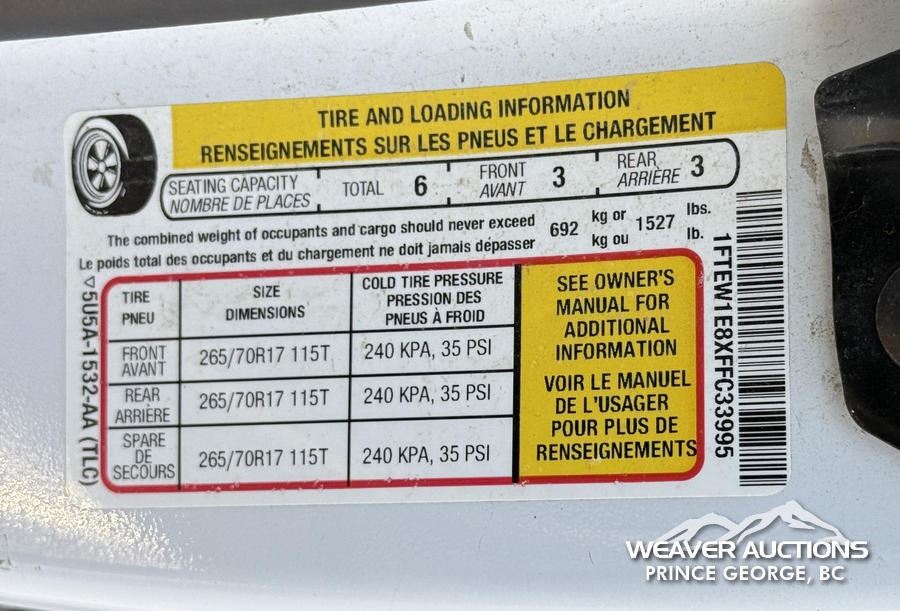 TIRE AND LOADING INFORMATION
RENSEIGNEMENTS SUR LES PNEUS ET LE CHARGEMENT
SEATING CAPACITY
NOMBRE DE PLACES
TOTAL 6
FRONT
AVANT
3
REAR
ARRIÈRE
3
The combined weight of occupants and cargo should never exceed 692 kg or 1527 lbs.
Le poids total des occupants et du chargement ne doit jamais dépasser kg ou lb.
TIRE
PNEU
SIZE
DIMENSIONS
COLD TIRE PRESSURE
PRESSION DES
PNEUS À FROID
FRONT
AVANT
265/70R17 115T
240 KPA, 35 PSI
REAR
ARRIÈRE
265/70R17 115T
240 KPA, 35 PSI
SPARE
DE
SECOURS
265/70R17 115T
240 KPA, 35 PSI
SEE OWNER'S
MANUAL FOR
ADDITIONAL
INFORMATION
VOIR LE MANUEL
DE L'USAGER
POUR PLUS DE
RENSEIGNEMENTS
5U5A-1532-AA (TLC)
1FTEW1E8XFFC33995
WEAVER AUCTIONS
PRINCE GEORGE, BC